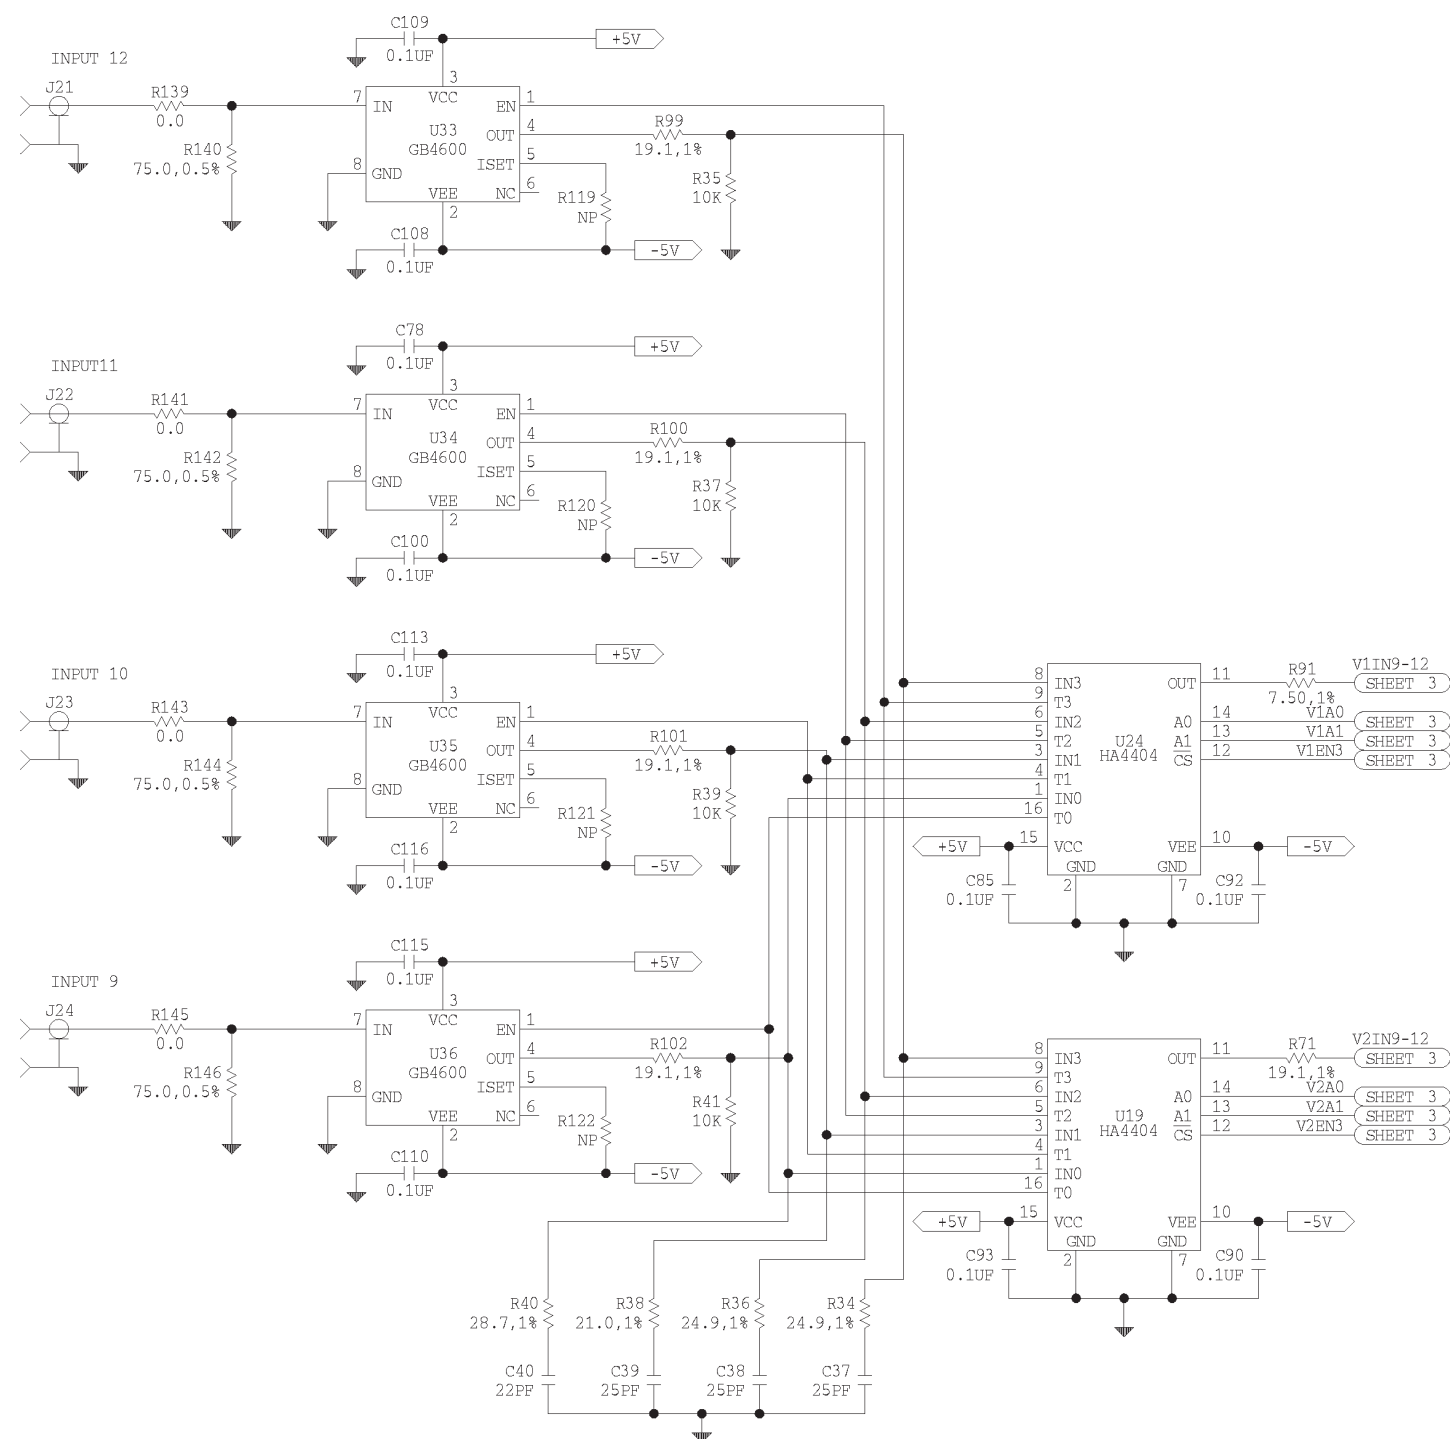 C109
0.1UF
+5V
INPUT 12
J21
R139
0.0
R140
75.0,0.5%
7
IN
3
VCC
U33
GB4600
EN
1
OUT
4
ISET
5
NC
6
8
GND
VEE
2
R99
19.1,1%
R35
10K
R119
NP
C108
0.1UF
-5V
C78
0.1UF
+5V
INPUT11
J22
R141
0.0
R142
75.0,0.5%
7
IN
3
VCC
U34
GB4600
EN
1
OUT
4
ISET
5
NC
6
8
GND
VEE
2
R100
19.1,1%
R37
10K
R120
NP
C100
0.1UF
-5V
C113
0.1UF
+5V
INPUT 10
J23
R143
0.0
R144
75.0,0.5%
7
IN
3
VCC
U35
GB4600
EN
1
OUT
4
ISET
5
NC
6
8
GND
VEE
2
R101
19.1,1%
R39
10K
R121
NP
C116
0.1UF
-5V
C115
0.1UF
+5V
INPUT 9
J24
R145
0.0
R146
75.0,0.5%
7
IN
3
VCC
U36
GB4600
EN
1
OUT
4
ISET
5
NC
6
8
GND
VEE
2
R102
19.1,1%
R41
10K
R122
NP
C110
0.1UF
-5V
8 IN3
9 T3
6 IN2
5 T2
3 IN1
4 T1
1 IN0
16 T0
U24
HA4404
OUT 11
A0 14
A1 13
CS 12
R91
7.50,1%
V1IN9-12
SHEET 3
V1A0
SHEET 3
V1A1
SHEET 3
V1EN3
SHEET 3
+5V
15 VCC
VEE 10
-5V
GND
2
GND
7
C85
0.1UF
C92
0.1UF
8 IN3
9 T3
6 IN2
5 T2
3 IN1
4 T1
1 IN0
16 T0
U19
HA4404
OUT 11
A0 14
A1 13
CS 12
R71
19.1,1%
V2IN9-12
SHEET 3
V2A0
SHEET 3
V2A1
SHEET 3
V2EN3
SHEET 3
+5V
15 VCC
VEE 10
-5V
GND
2
GND
7
C93
0.1UF
C90
0.1UF
R40
28.7,1%
R38
21.0,1%
R36
24.9,1%
R34
24.9,1%
C40
22PF
C39
25PF
C38
25PF
C37
25PF